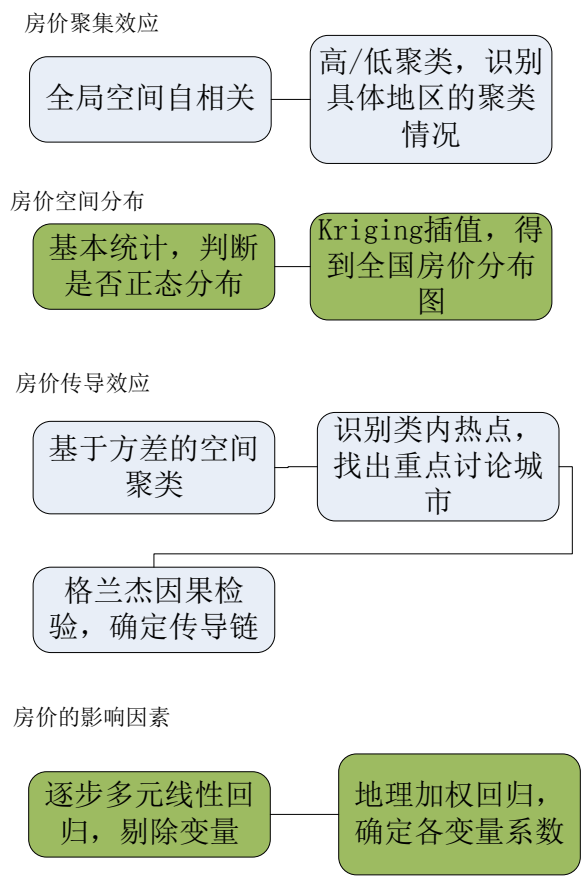 房价聚集效应
全局空间自相关
高/低聚类，识别
具体地区的聚类
情况
房价空间分布
基本统计，判断
是否正态分布
Kriging插值，得
到全国房价分布
图
房价传导效应
基于方差的空间
聚类
识别类内热点，
找出重点讨论城
市
格兰杰因果检
验，确定传导链
房价的影响因素
逐步多元线性回
归，剔除变量
地理加权回归，
确定各变量系数